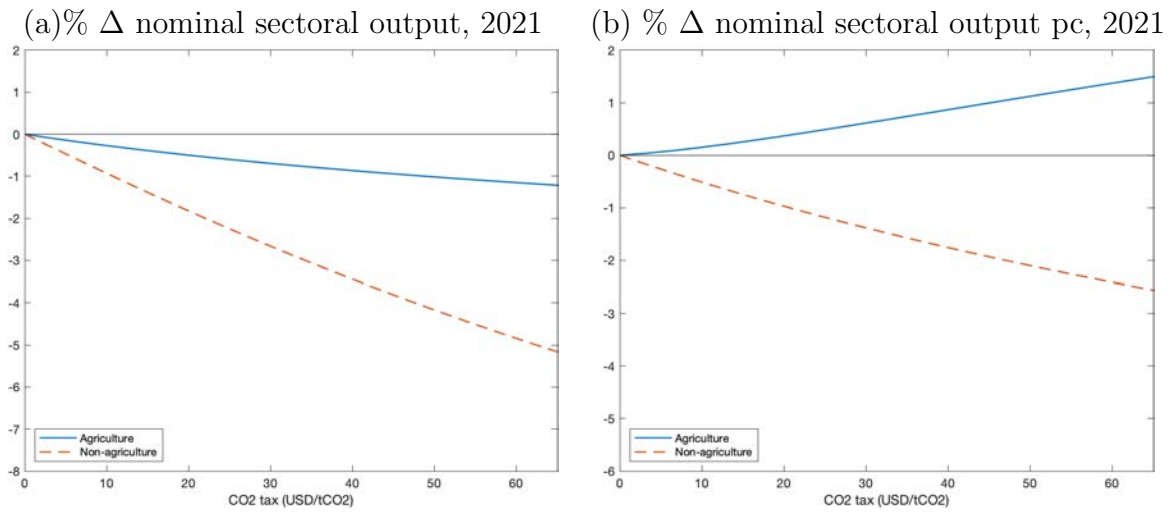 (a)% Δ nominal sectoral output, 2021
2
1
0
-1
-2
-3
-4
-5
-6
-7
-8
0 10 20 30 40 50 60
CO2 tax (USD/tCO2)
Agriculture
Non-agriculture
(b) % Δ nominal sectoral output pc, 2021
2
1
0
-1
-2
-3
-4
-5
-6
0 10 20 30 40 50 60
CO2 tax (USD/tCO2)
Agriculture
Non-agriculture